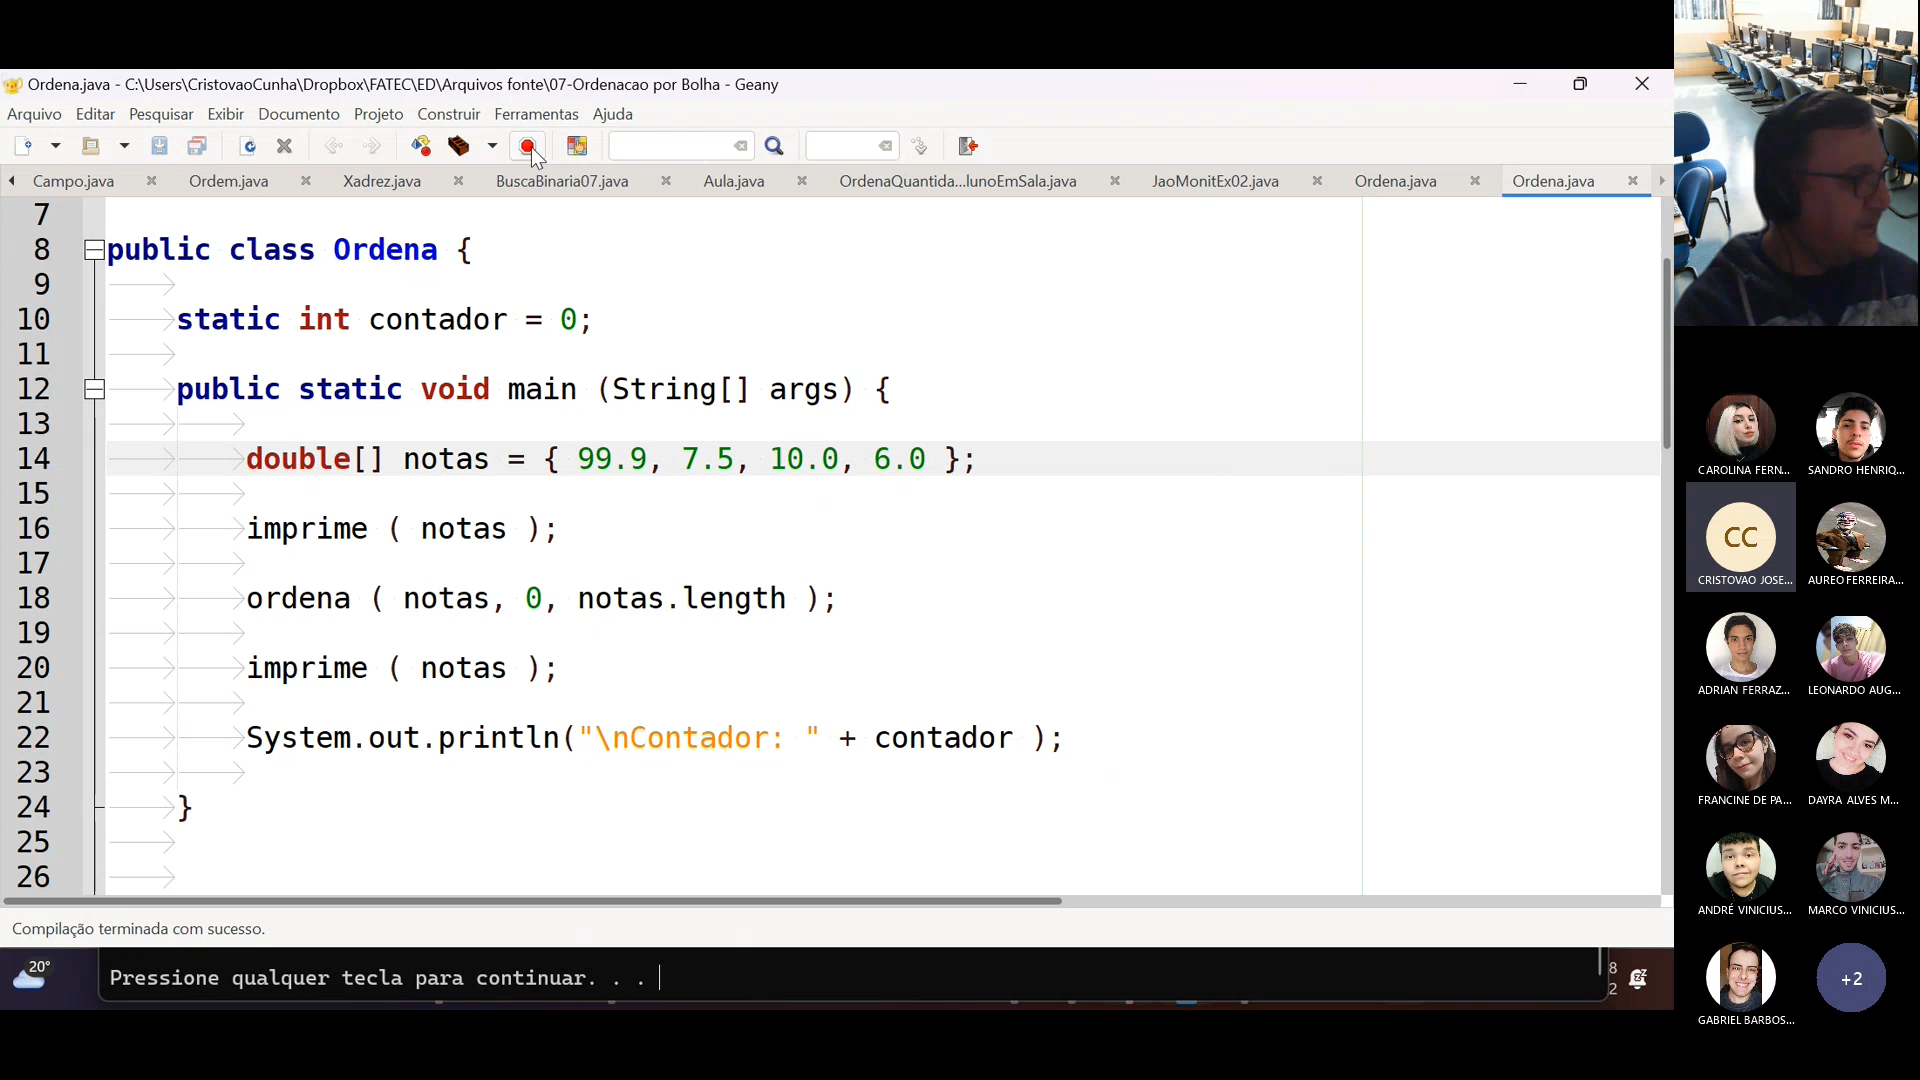 Ordena.java - C:\Users\CristovaoCunha\Dropbox\FATEC\ED\Arquivos fonte\07-Ordenacao por Bolha - Geany
Arquivo Editar Pesquisar Exibir Documento Projeto Construir Ferramentas Ajuda
Campo.java Ordem.java Xadrez.java BuscaBinaria07.java Aula.java OrdenaQuantida...lunoEmSala.java JaoMonitEx02.java Ordena.java Ordena.java
7
8 public class Ordena {
9
10 static int contador = 0;
11
12 public static void main (String[] args) {
13
14 double[] notas = { 99.9, 7.5, 10.0, 6.0 };
15
16 imprime ( notas );
17
18 ordena ( notas, 0, notas.length );
19
20 imprime ( notas );
21
22 System.out.println("\nContador: " + contador );
23
24 }
25
26
Compilação terminada com sucesso.
20°
Pressione qualquer tecla para continuar. . .
8
2
CAROLINA FERN... SANDRO HENRIQ...
CC
CRISTOVAO JOSE... AUREO FERREIRA...
ADRIAN FERRAZ... LEONARDO AUG...
FRANCINE DE PA... DAYRA ALVES M...
ANDRÉ VINICIUS... MARCO VINICIUS...
+2
GABRIEL BARBOS...